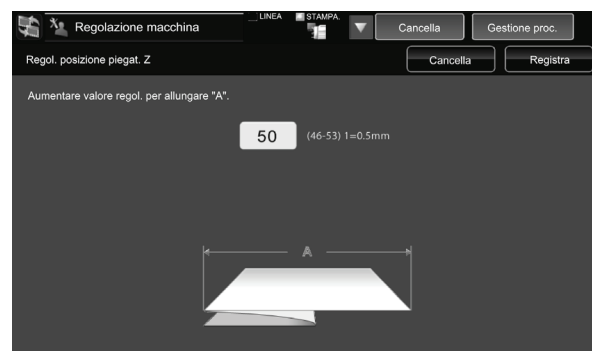 Regolazione macchina
LINEA
STAMPA.
Cancella
Gestione proc.
Regol. posizione piegat. Z
Cancella
Registra
Aumentare valore regol. per allungare "A".
50 (46-53) 1=0.5mm
A